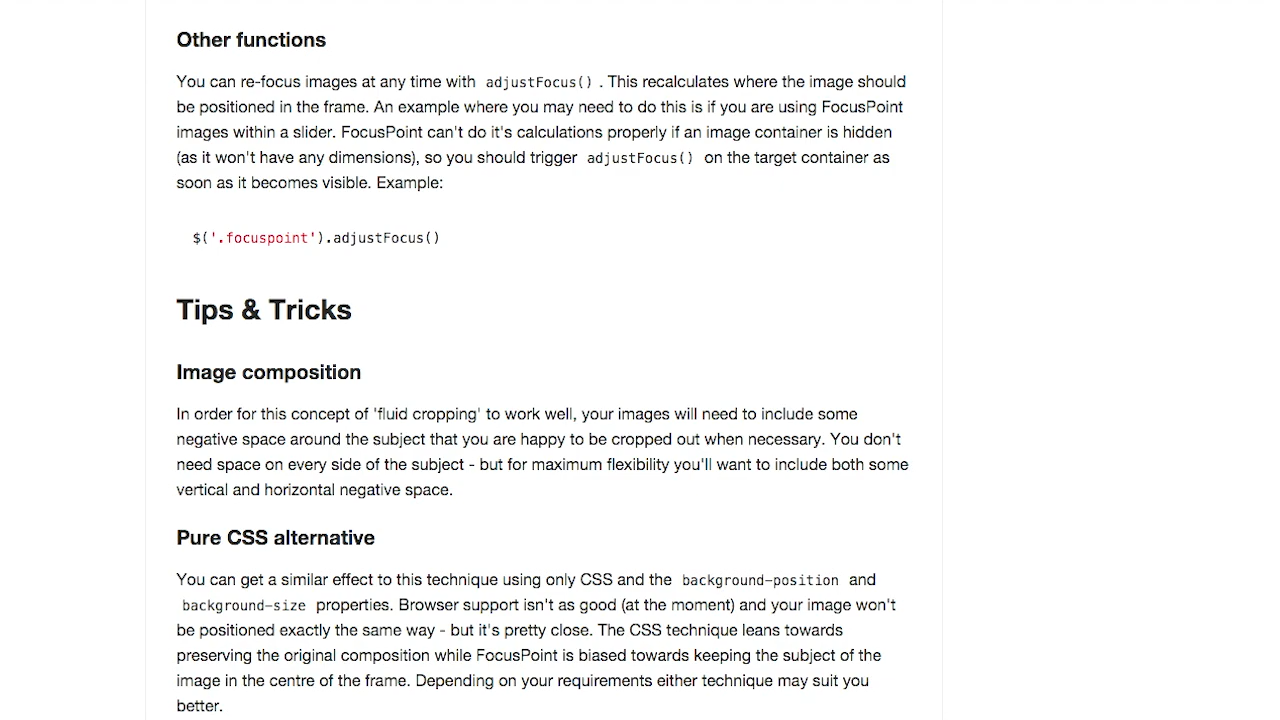 Other functions
You can re-focus images at any time with adjustFocus() . This recalculates where the image should
be positioned in the frame. An example where you may need to do this is if you are using FocusPoint
images within a slider. FocusPoint can't do it's calculations properly if an image container is hidden
(as it won't have any dimensions), so you should trigger adjustFocus() on the target container as
soon as it becomes visible. Example:
$('.focuspoint').adjustFocus()
Tips & Tricks
Image composition
In order for this concept of 'fluid cropping' to work well, your images will need to include some
negative space around the subject that you are happy to be cropped out when necessary. You don't
need space on every side of the subject - but for maximum flexibility you'll want to include both some
vertical and horizontal negative space.
Pure CSS alternative
You can get a similar effect to this technique using only CSS and the background-position and
background-size properties. Browser support isn't as good (at the moment) and your image won't
be positioned exactly the same way - but it's pretty close. The CSS technique leans towards
preserving the original composition while FocusPoint is biased towards keeping the subject of the
image in the centre of the frame. Depending on your requirements either technique may suit you
better.